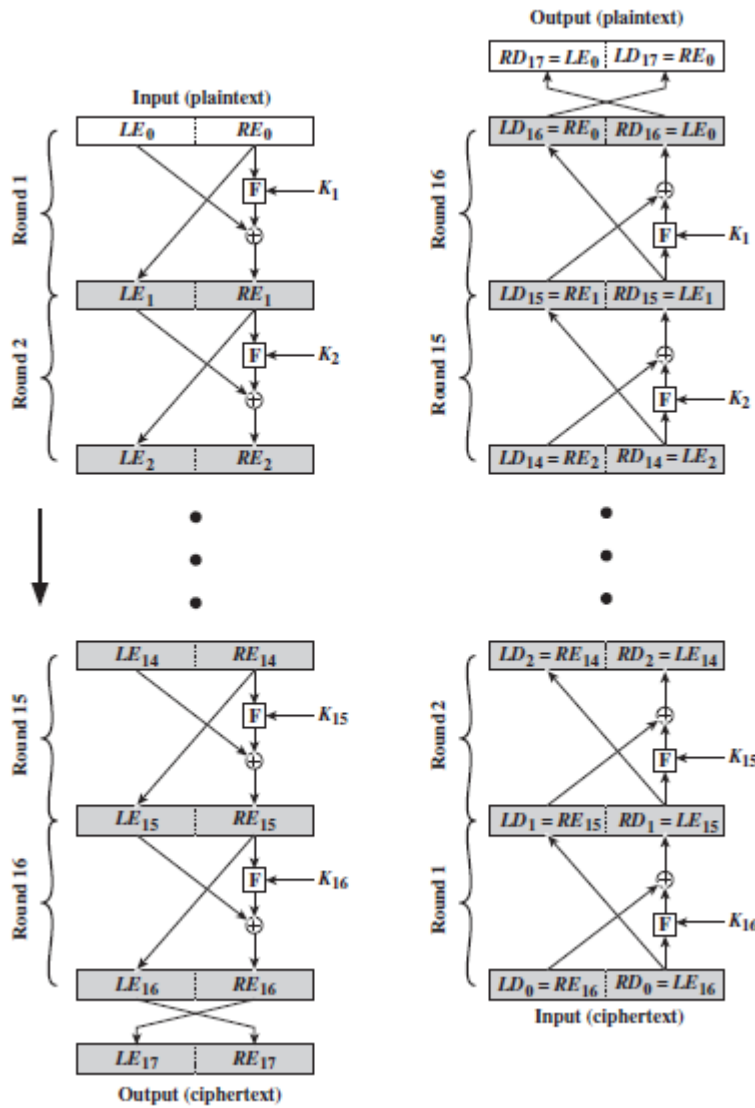 Input (plaintext)
LE0 RE0
Round 1
F
K1
LE1 RE1
Round 2
F
K2
LE2 RE2
LE14 RE14
Round 15
F
K15
LE15 RE15
Round 16
F
K16
LE16 RE16
LE17 RE17
Output (ciphertext)
Output (plaintext)
RD17 = LE0 LD17 = RE0
LD16 = RE0 RD16 = LE0
Round 16
F
K1
LD15 = RE1 RD15 = LE1
Round 15
F
K2
LD14 = RE2 RD14 = LE2
LD2 = RE14 RD2 = LE14
Round 2
F
K15
LD1 = RE15 RD1 = LE15
Round 1
F
K16
LD0 = RE16 RD0 = LE16
Input (ciphertext)